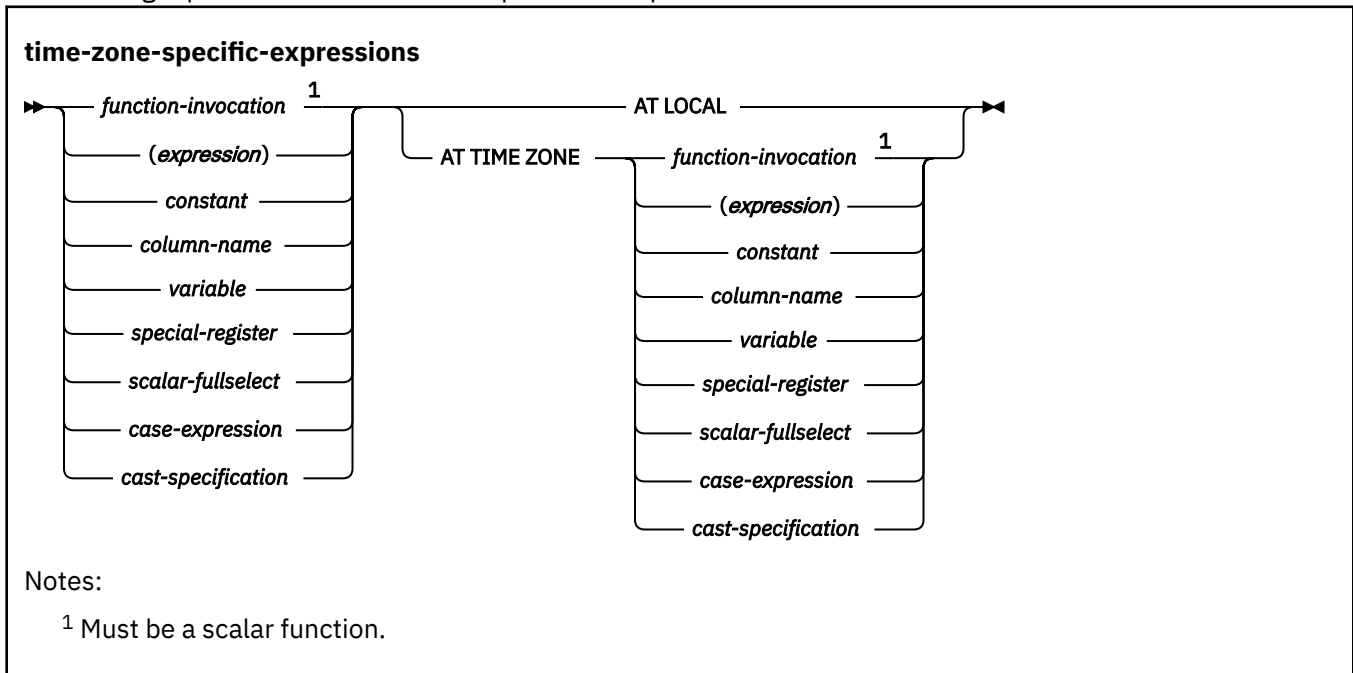 time-zone-specific-expressions
function-invocation 1 AT LOCAL
(expression) AT TIME ZONE function-invocation 1
constant (expression)
column-name constant
variable column-name
special-register variable
scalar-fullselect special-register
case-expression scalar-fullselect
cast-specification case-expression
cast-specification
Notes:
1 Must be a scalar function.